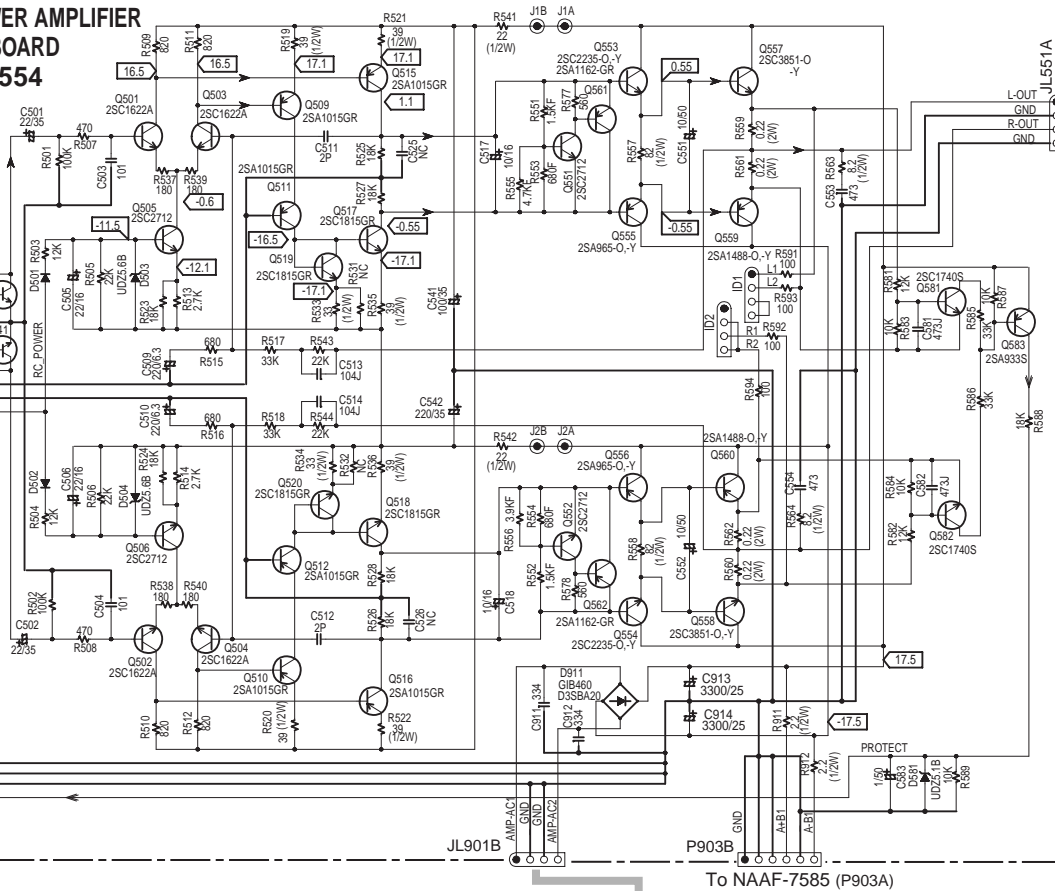 ER AMPLIFIER
BOARD
554
R509
820
R511
820
R519
39
(1/2W)
R521
39
(1/2W)
R541
22
(1/2W)
J1B
J1A
16.5
16.5
17.1
17.1
Q515
2SA1015GR
1.1
Q501
2SC1622A
Q503
2SC1622A
Q509
2SA1015GR
C501
22/35
470
R507
R501
100K
C503
101
R537
180
R539
180
C511
2P
R525
18K
C525
NC
R527
18K
2SA1015GR
Q511
-0.6
Q505
2SC2712
-11.5
-16.5
Q517
2SC1815GR
-0.55
-17.1
Q519
2SC1815GR
-17.1
-12.1
R503
12K
D501
C505
22/16
R505
22K
UDZ5.6B
D503
R523
18K
R513
2.7K
R533
33
(1/2W)
R531
NC
R535
39
(1/2W)
C541
100/35
RC_POWER
C509
220/6.3
680
R515
R517
33K
R543
22K
C513
104J
C514
104J
C510
220/6.3
680
R516
R518
33K
R544
22K
C542
220/35
Q553
2SC2235-O,-Y
2SA1162-GR
Q561
R551
1.5KF
R577
560
C517
10/16
R555
4.7KF
R553
680F
Q551
2SC2712
R557
82
(1/2W)
0.55
-0.55
C551
10/50
Q555
2SA965-O,-Y
Q557
2SC3851-O
-Y
R559
0.22
(2W)
R561
0.22
(2W)
Q559
2SA1488-O,-Y
R563
8.2
(1/2W)
C553
473
JL551A
L-OUT
GND
R-OUT
GND
ID1
L1
L2
R591
100
R593
100
ID2
R1
R2
R592
100
R594
100
R581
12K
10K
R583
C581
473J
2SC1740S
Q581
R585
33K
10K
R587
Q583
2SA933S
R586
33K
18K
R588
D502
R504
12K
C506
22/16
R506
22K
D504
UDZ5.6B
R524
18K
R514
2.7K
Q506
2SC2712
R534
33
(1/2W)
R532
NC
R536
39
(1/2W)
Q520
2SC1815GR
Q518
2SC1815GR
Q512
2SA1015GR
R528
18K
R526
18K
C526
NC
C512
2P
R502
100K
C504
101
C502
22/35
470
R508
R538
180
R540
180
Q502
2SC1622A
Q504
2SC1622A
Q510
2SA1015GR
Q516
2SA1015GR
R510
820
R512
820
R520
39 (1/2W)
R522
39
(1/2W)
J2B
J2A
R542
22
(1/2W)
Q556
2SA965-O,-Y
2SA1488-O,-Y
Q560
R556
3.9KF
R554
680F
Q552
2SC2712
R552
1.5KF
R578
560
10/16
C518
Q562
2SA1162-GR
Q554
2SC2235-O,-Y
R558
82
(1/2W)
10/50
C552
R562
0.22
(2W)
R560
0.22
(2W)
Q558
2SC3851-O,-Y
C554
473
R564
8.2
(1/2W)
R584
10K
C582
473J
R582
12K
Q582
2SC1740S
17.5
-17.5
D911
GIB460
D3SBA20
C911
334
C912
334
C913
3300/25
C914
3300/25
R911
2.2
(1/2W)
R912
2.2
(1/2W)
PROTECT
1/50
C583
D581
UDZ5.1B
10K
R589
AMP-AC1
GND
GND
AMP-AC2
JL901B
GND
A+B1
A-B1
P903B
To NAAF-7585 (P903A)